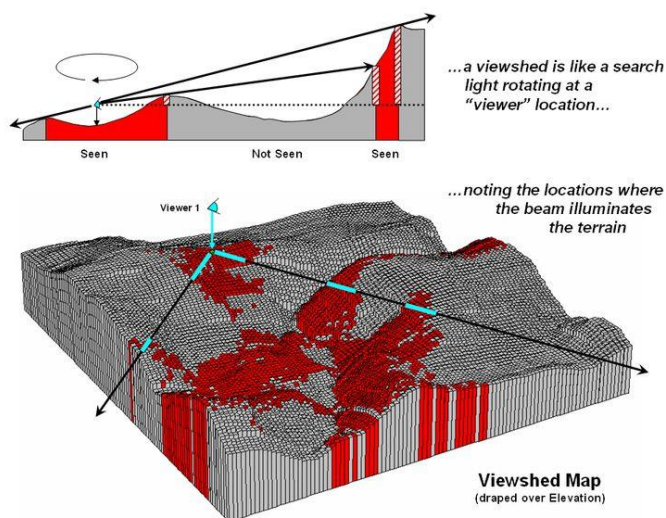 …a viewshed is like a search
light rotating at a
“viewer” location…
Seen
Not Seen
Seen
…noting the locations where
the beam illuminates
the terrain
Viewer 1
Viewshed Map
(draped over Elevation)